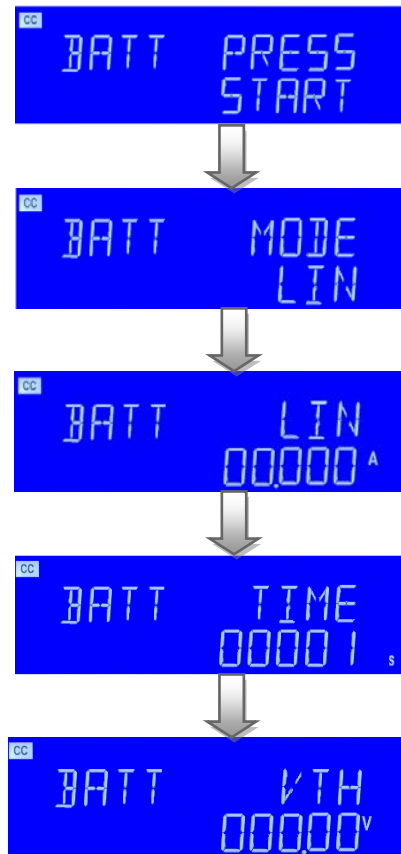 CC
BATT PRESS
START
CC
BATT MODE
LIN
CC
BATT LIN
00.000 A
CC
BATT TIME
00001 s
CC
BATT VTH
000.00 V